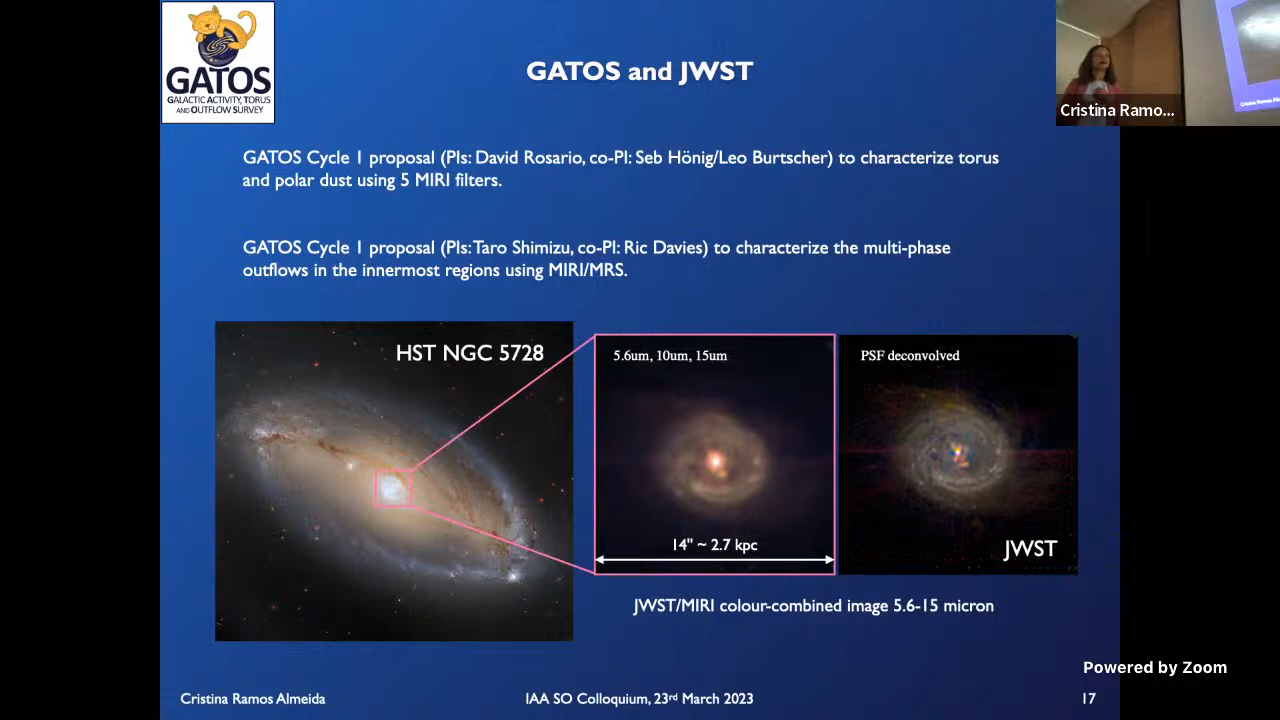 GATOS
GALACTIC ACTIVITY, TORUS
AND OUTFLOW SURVEY
GATOS and JWST
Cristina Ramo...
GATOS Cycle 1 proposal (PIs: David Rosario, co-PI: Seb Hönig/Leo Burtscher) to characterize torus
and polar dust using 5 MIRI filters.
GATOS Cycle 1 proposal (PIs: Taro Shimizu, co-PI: Ric Davies) to characterize the multi-phase
outflows in the innermost regions using MIRI/MRS.
HST NGC 5728
5.6um, 10um, 15um
PSF deconvolved
14" ~ 2.7 kpc
JWST
JWST/MIRI colour-combined image 5.6-15 micron
Powered by Zoom
Cristina Ramos Almeida
IAA SO Colloquium, 23rd March 2023
17